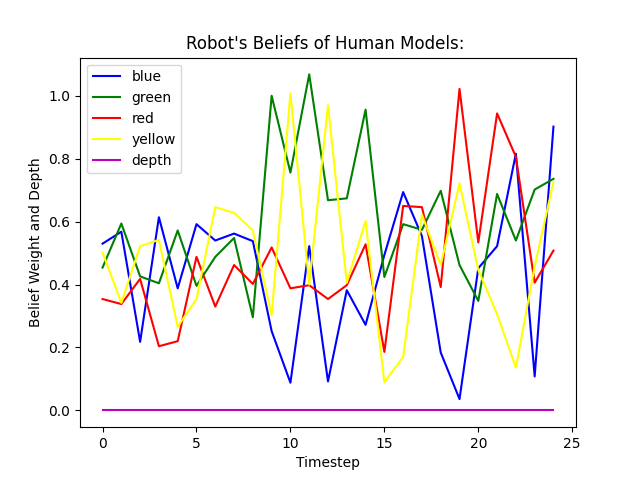 Robot's Beliefs of Human Models:
blue
green
red
yellow
depth
Belief Weight and Depth
1.0
0.8
0.6
0.4
0.2
0.0
0 5 10 15 20 25
Timestep